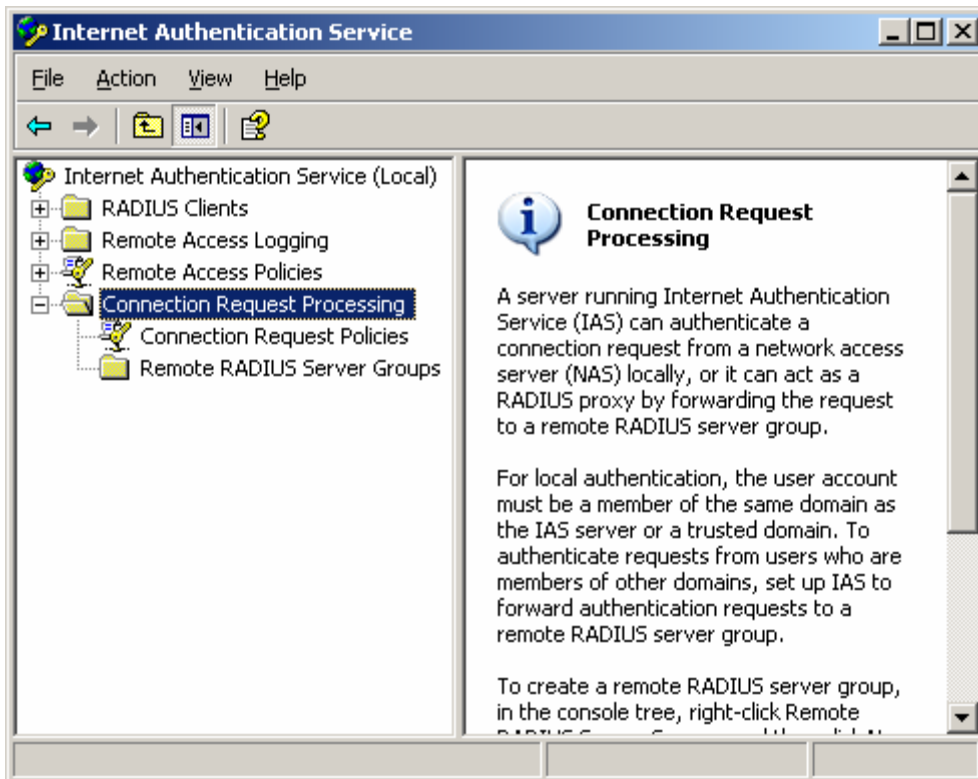 Internet Authentication Service
File Action View Help
Internet Authentication Service (Local)
RADIUS Clients
Remote Access Logging
Remote Access Policies
Connection Request Processing
Connection Request Policies
Remote RADIUS Server Groups
Connection Request
Processing
A server running Internet Authentication
Service (IAS) can authenticate a
connection request from a network access
server (NAS) locally, or it can act as a
RADIUS proxy by forwarding the request
to a remote RADIUS server group.
For local authentication, the user account
must be a member of the same domain as
the IAS server or a trusted domain. To
authenticate requests from users who are
members of other domains, set up IAS to
forward authentication requests to a
remote RADIUS server group.
To create a remote RADIUS server group,
in the console tree, right-click Remote